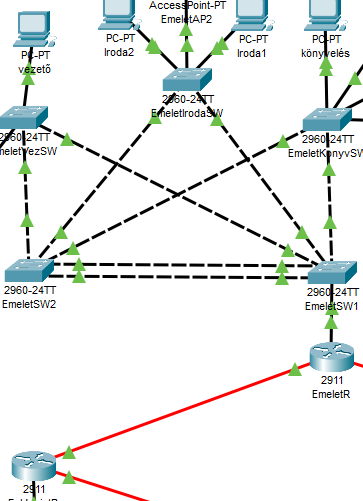 AccessPoint-PT
EmeletAP2
PC-PT
Iroda2
PC-PT
Iroda1
PC-PT
könyvelés
PC-PT
vezető
2960-24TT
EmeletIrodaSW
2960-24TT
EmeletKonyvSW
2960-24TT
meletVezSW
2960-24TT
EmeletSW2
2960-24TT
EmeletSW1
2911
EmeletR
2911